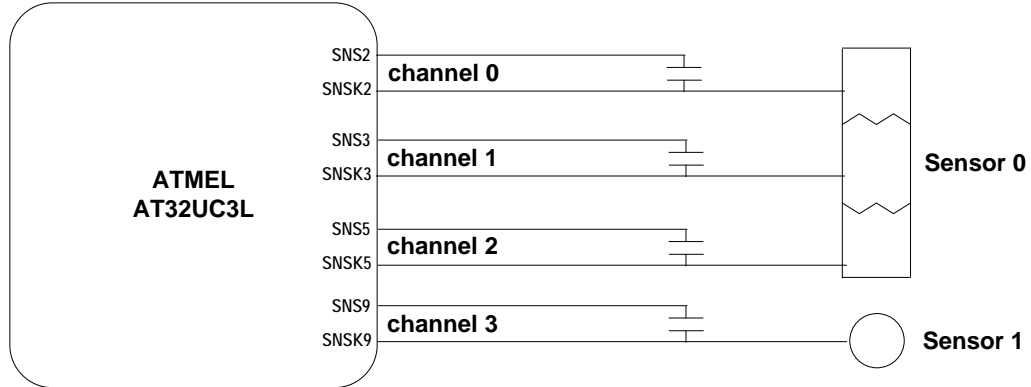 SNS2
channel 0
SNSK2
SNS3
channel 1
SNSK3
ATMEL
AT32UC3L
Sensor 0
SNS5
channel 2
SNSK5
SNS9
channel 3
SNSK9
Sensor 1